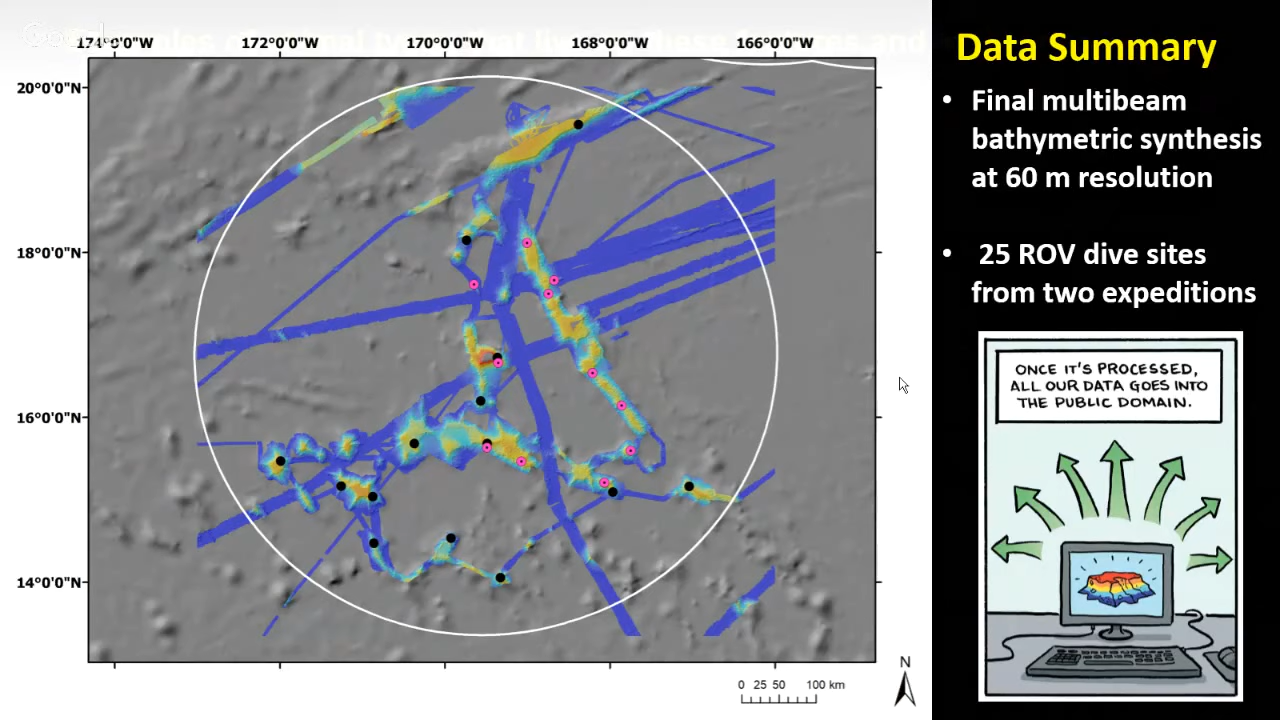 174°0'0"W
172°0'0"W
170°0'0"W
168°0'0"W
166°0'0"W
20°0'0"N
18°0'0"N
16°0'0"N
14°0'0"N
N
0 25 50 100 km
Data Summary
• Final multibeam
bathymetric synthesis
at 60 m resolution
• 25 ROV dive sites
from two expeditions
ONCE IT'S PROCESSED,
ALL OUR DATA GOES INTO
THE PUBLIC DOMAIN.